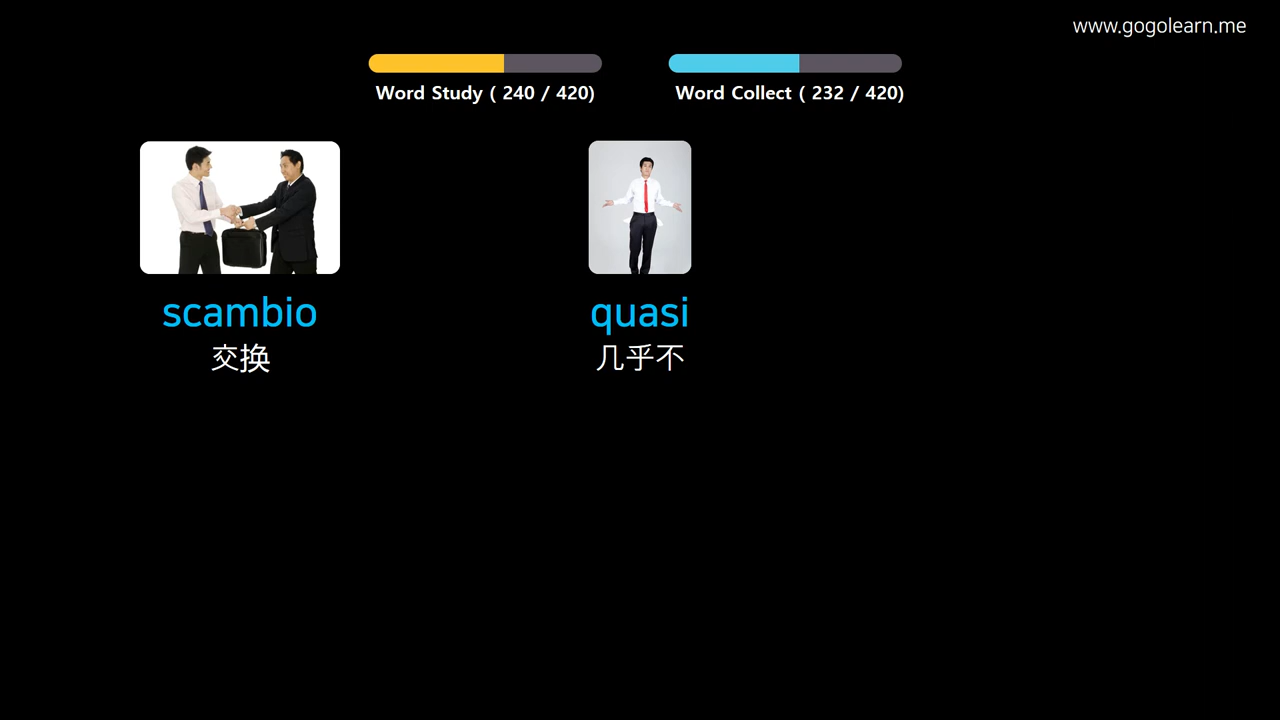 www.gogolearn.me
Word Study ( 240 / 420)
Word Collect ( 232 / 420)
scambio
交换
quasi
几乎不